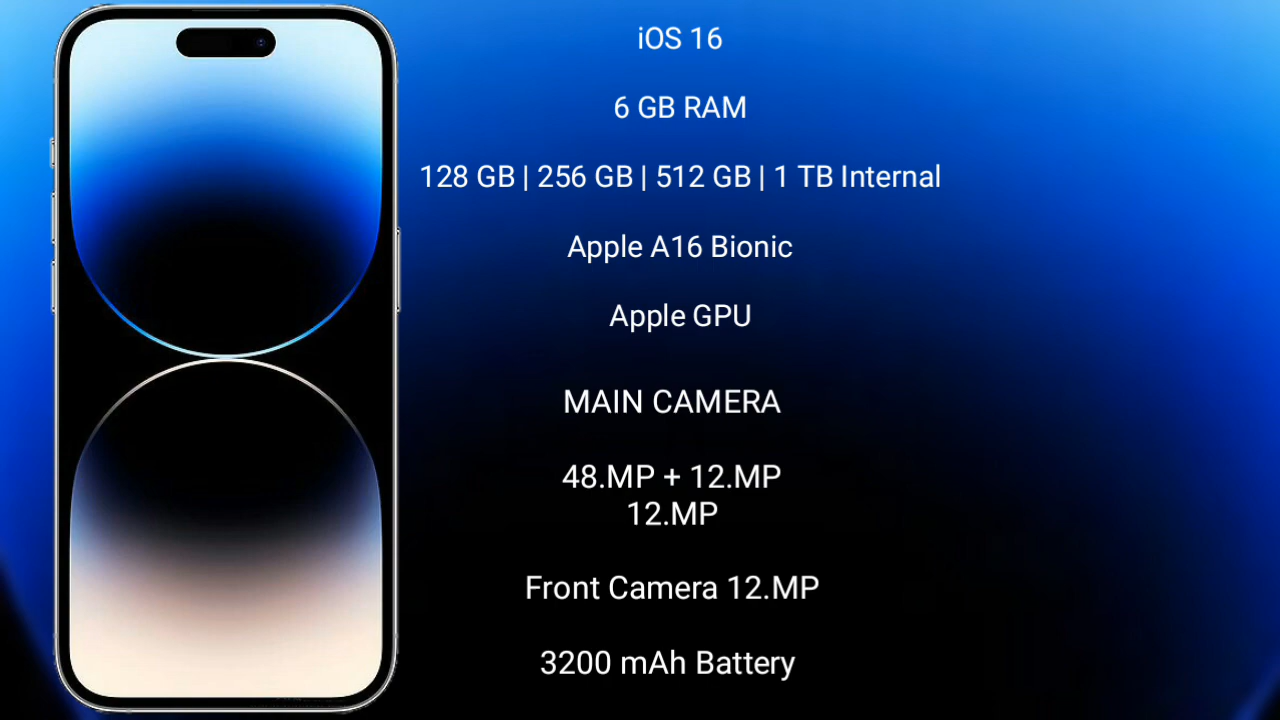 iOS 16
6 GB RAM
128 GB | 256 GB | 512 GB | 1 TB Internal
Apple A16 Bionic
Apple GPU
MAIN CAMERA
48.MP + 12.MP
12.MP
Front Camera 12.MP
3200 mAh Battery